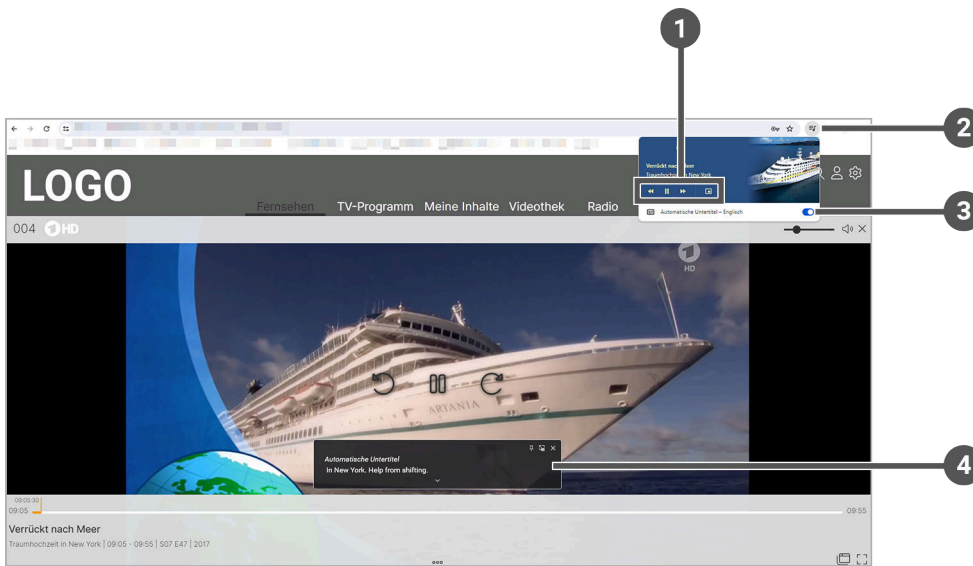 1
2
Verrückt nach Meer
Traumhochzeit in New York
LOGO
Fernsehen TV-Programm Meine Inhalte Videothek Radio
Automatische Untertitel – Englisch
3
004 1 HD
1
HD
ARTANIA
Automatische Untertitel
In New York. Help from shifting.
4
09:05:30
09:05 09:55
Verrückt nach Meer
Traumhochzeit in New York | 09:05 - 09:55 | S07 E47 | 2017